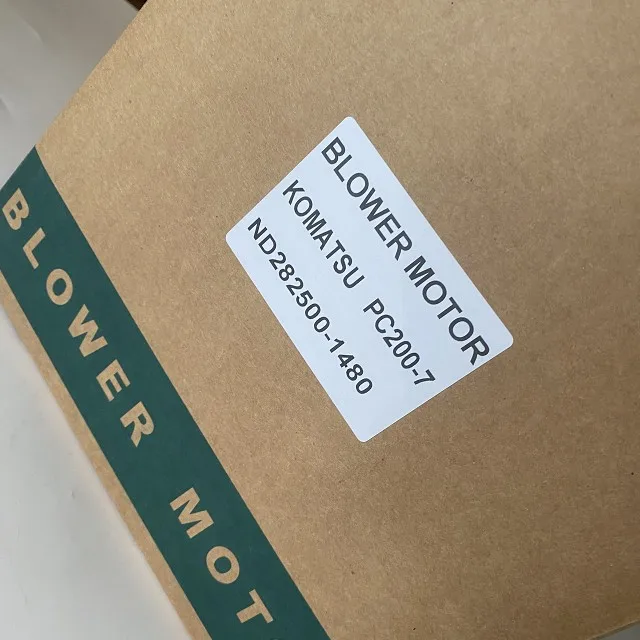 BLOWER MOTOR
KOMATSU PC200-7
ND282500-1480
BLOWER MOT